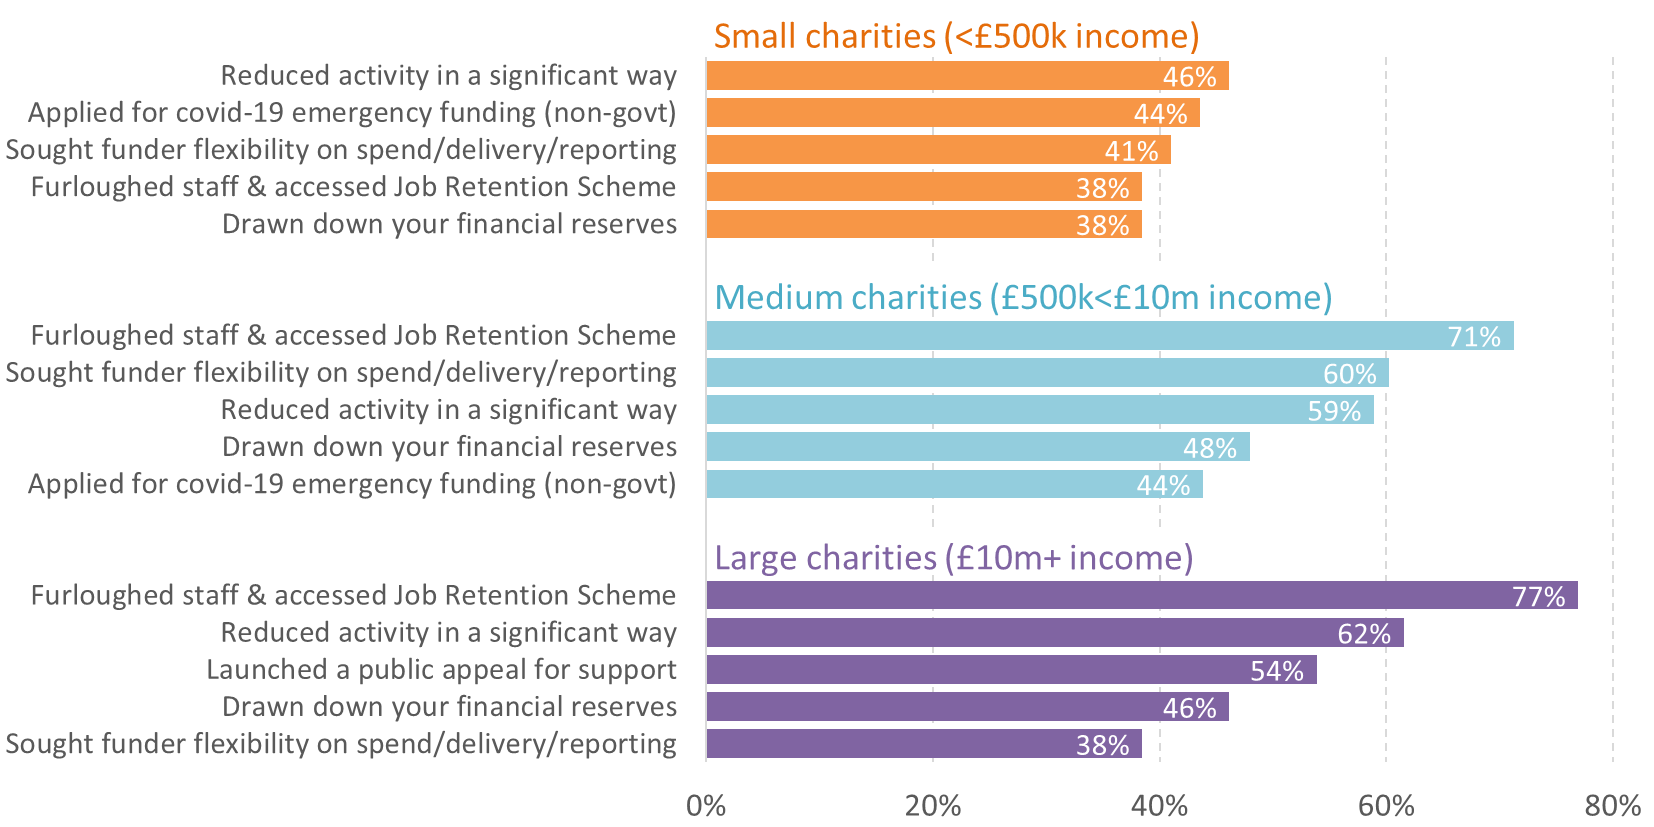 Small charities (<£500k income)
Reduced activity in a significant way 46%
Applied for covid-19 emergency funding (non-govt) 44%
Sought funder flexibility on spend/delivery/reporting 41%
Furloughed staff & accessed Job Retention Scheme 38%
Drawn down your financial reserves 38%
Medium charities (£500k<£10m income)
Furloughed staff & accessed Job Retention Scheme 71%
Sought funder flexibility on spend/delivery/reporting 60%
Reduced activity in a significant way 59%
Drawn down your financial reserves 48%
Applied for covid-19 emergency funding (non-govt) 44%
Large charities (£10m+ income)
Furloughed staff & accessed Job Retention Scheme 77%
Reduced activity in a significant way 62%
Launched a public appeal for support 54%
Drawn down your financial reserves 46%
Sought funder flexibility on spend/delivery/reporting 38%
0% 20% 40% 60% 80%